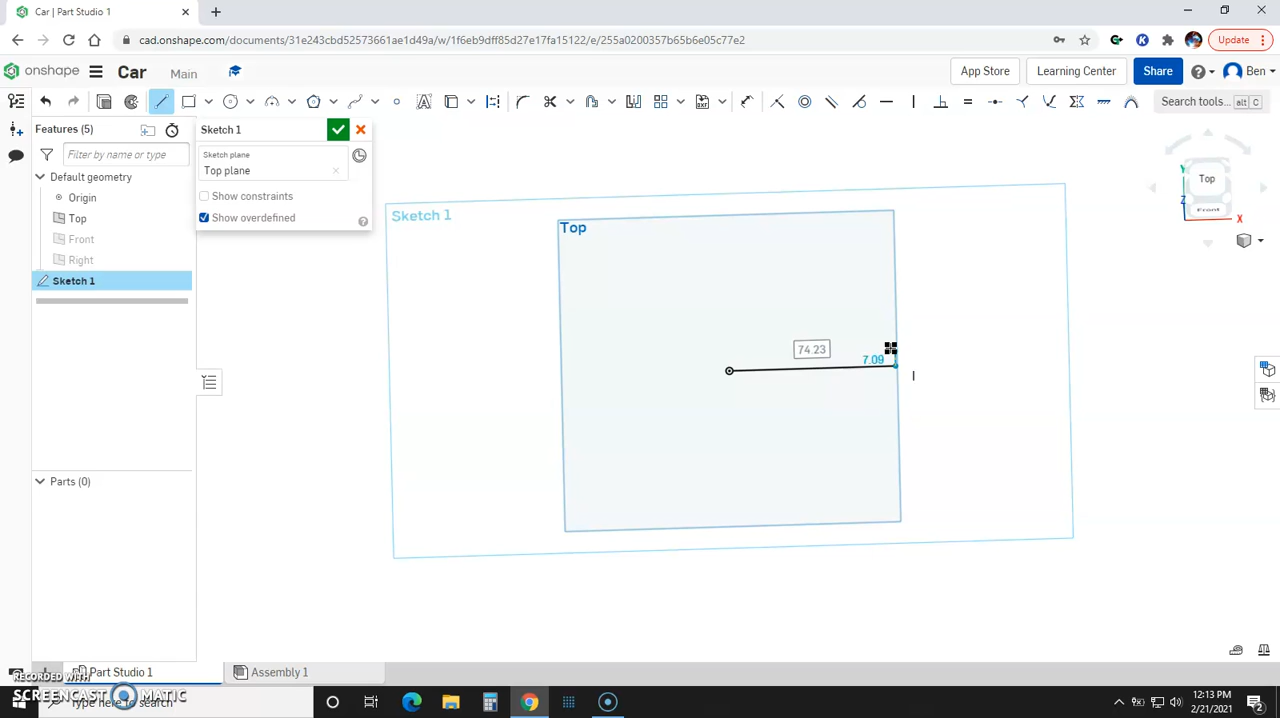 Car | Part Studio 1
cad.onshape.com/documents/31e243cbd52573661ae1d49a/w/1f6eb9dff85d27e17fa15122/e/255a0200357b65b6e05c77e2
Update
onshape
Car
Main
App Store
Learning Center
Share
Ben
Search tools...
alt
C
Features (5)
Filter by name or type
Default geometry
Origin
Top
Front
Right
Sketch 1
Parts (0)
Sketch 1
Sketch plane
Top plane
Show constraints
Show overdefined
Sketch 1
Top
74.23
7.09
Top
Front
Y
Z
X
Part Studio 1
Assembly 1
RECORDED WITH
SCREENCAST MATIC
Type here to search
12:13 PM
2/21/2021
2